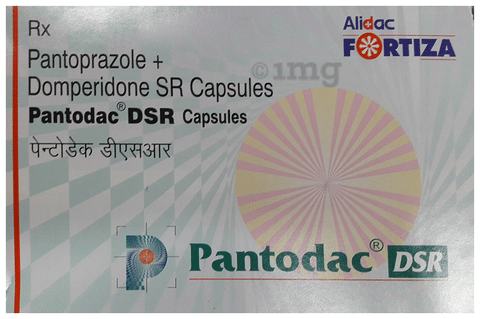 Rx
Pantoprazole +
Domperidone SR Capsules
Pantodac® DSR Capsules
पेन्टोडेक डीएसआर
Alidac
FORTIZA
©1mg
Pantodac® DSR